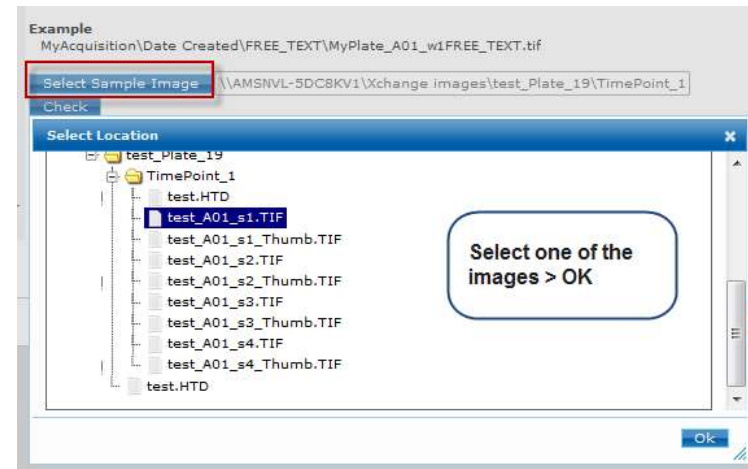 Example
MyAcquisition\Date Created\FREE_TEXT\MyPlate_A01_w1FREE_TEXT.tif
Select Sample Image \\AMSNVL-5DC8KV1\Xchange images\test_Plate_19\TimePoint_1
Check
Select Location x
test_Plate_19
TimePoint_1
test.HTD
test_A01_s1.TIF
test_A01_s1_Thumb.TIF
test_A01_s2.TIF
test_A01_s2_Thumb.TIF
test_A01_s3.TIF
test_A01_s3_Thumb.TIF
test_A01_s4.TIF
test_A01_s4_Thumb.TIF
test.HTD
Select one of the
images > OK
Ok